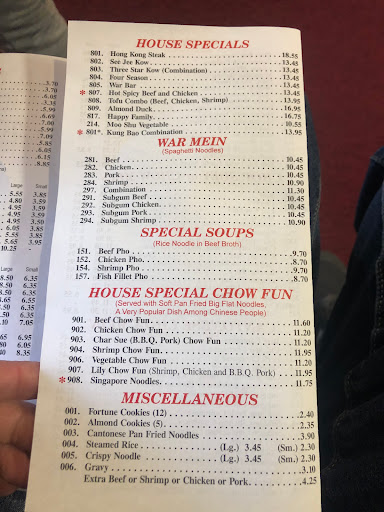 HOUSE SPECIALS
801. Hong Kong Steak 18.55
802. See Jee Kow 13.45
803. Three Star Kow (Combination) 13.45
804. Four Season 13.45
805. War Bar 13.45
* 807. Hot Spicy Beef and Chicken 13.45
808. Tofu Combo (Beef, Chicken, Shrimp) 13.95
809. Almond Duck 16.95
817. Happy Family 16.95
214. Moo Shu Vegetable 10.55
* 801*. Kung Bao Combination 13.95
WAR MEIN
(Spaghetti Noodles)
281. Beef 10.45
282. Chicken 10.45
283. Pork 10.45
284. Shrimp 10.90
297. Combination 11.30
291. Subgum Beef 10.45
292. Subgum Chicken 10.45
293. Subgum Pork 10.45
294. Subgum Shrimp 10.90
SPECIAL SOUPS
(Rice Noodle in Beef Broth)
151. Beef Pho 9.70
152. Chicken Pho 8.70
154. Shrimp Pho 9.70
157. Fish Fillet Pho 8.70
HOUSE SPECIAL CHOW FUN
(Served with Soft Pan Fried Big Flat Noodles,
A Very Popular Dish Among Chinese People)
901. Beef Chow Fun 11.60
902. Chicken Chow Fun 11.20
903. Char Sue (B.B.Q. Pork) Chow Fun 11.50
904. Shrimp Chow Fun 11.95
906. Vegetable Chow Fun 11.20
907. Lily Chow Fun (Shrimp, Chicken and B.B.Q. Pork) 11.95
* 908. Singapore Noodles 11.75
MISCELLANEOUS
001. Fortune Cookies (12) 2.40
002. Almond Cookies (5) 2.35
003. Cantonese Pan Fried Noodles 3.90
004. Steamed Rice (Lg.) 3.45 (Sm.) 2.30
005. Crispy Noodle (Lg.) 3.45 (Sm.) 2.30
006. Gravy 3.10
Extra Beef or Shrimp or Chicken or Pork 4.25